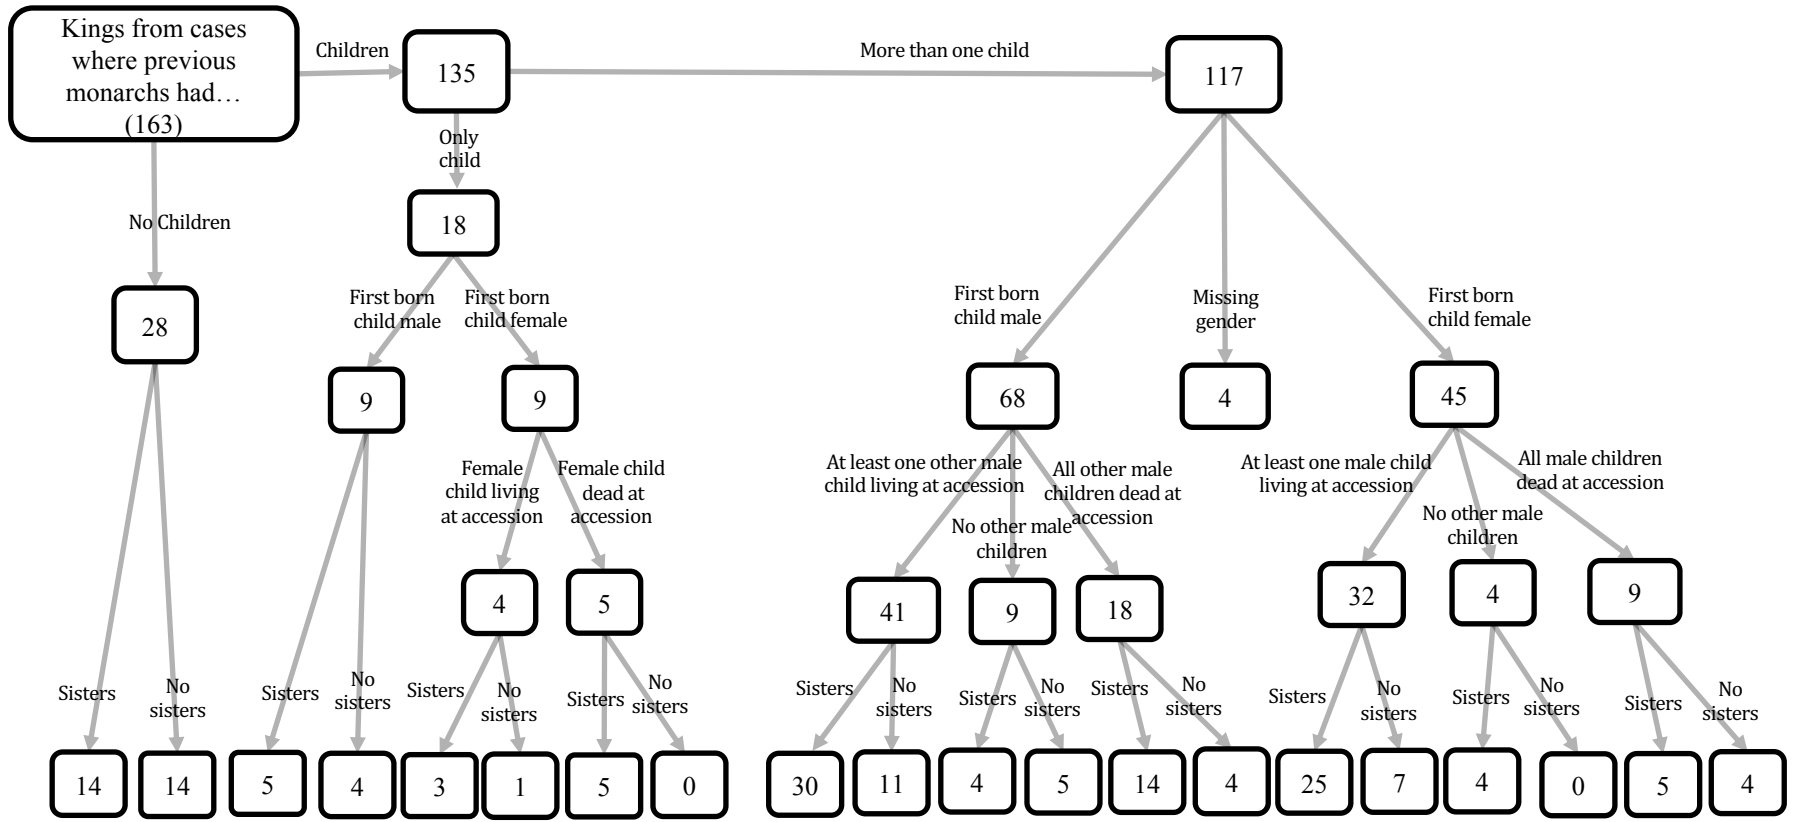 Kings from cases
where previous
monarchs had…
(163)
Children
135
More than one child
117
Only
child
18
No Children
28
First born
child male
First born
child female
9
9
First born
child male
Missing
gender
First born
child female
68
4
45
Female
child living
at accession
Female child
dead at
accession
4
5
At least one other male
child living at accession
No other male
children
All other male
children dead at
accession
41
9
18
At least one male child
living at accession
No other male
children
All male children
dead at accession
32
4
9
Sisters
No
sisters
Sisters
No
sisters
Sisters
No
sisters
Sisters
No
sisters
Sisters
No
sisters
Sisters
No
sisters
Sisters
No
sisters
Sisters
No
sisters
Sisters
No
sisters
Sisters
No
sisters
14
14
5
4
3
1
5
0
30
11
4
5
14
4
25
7
4
0
5
4